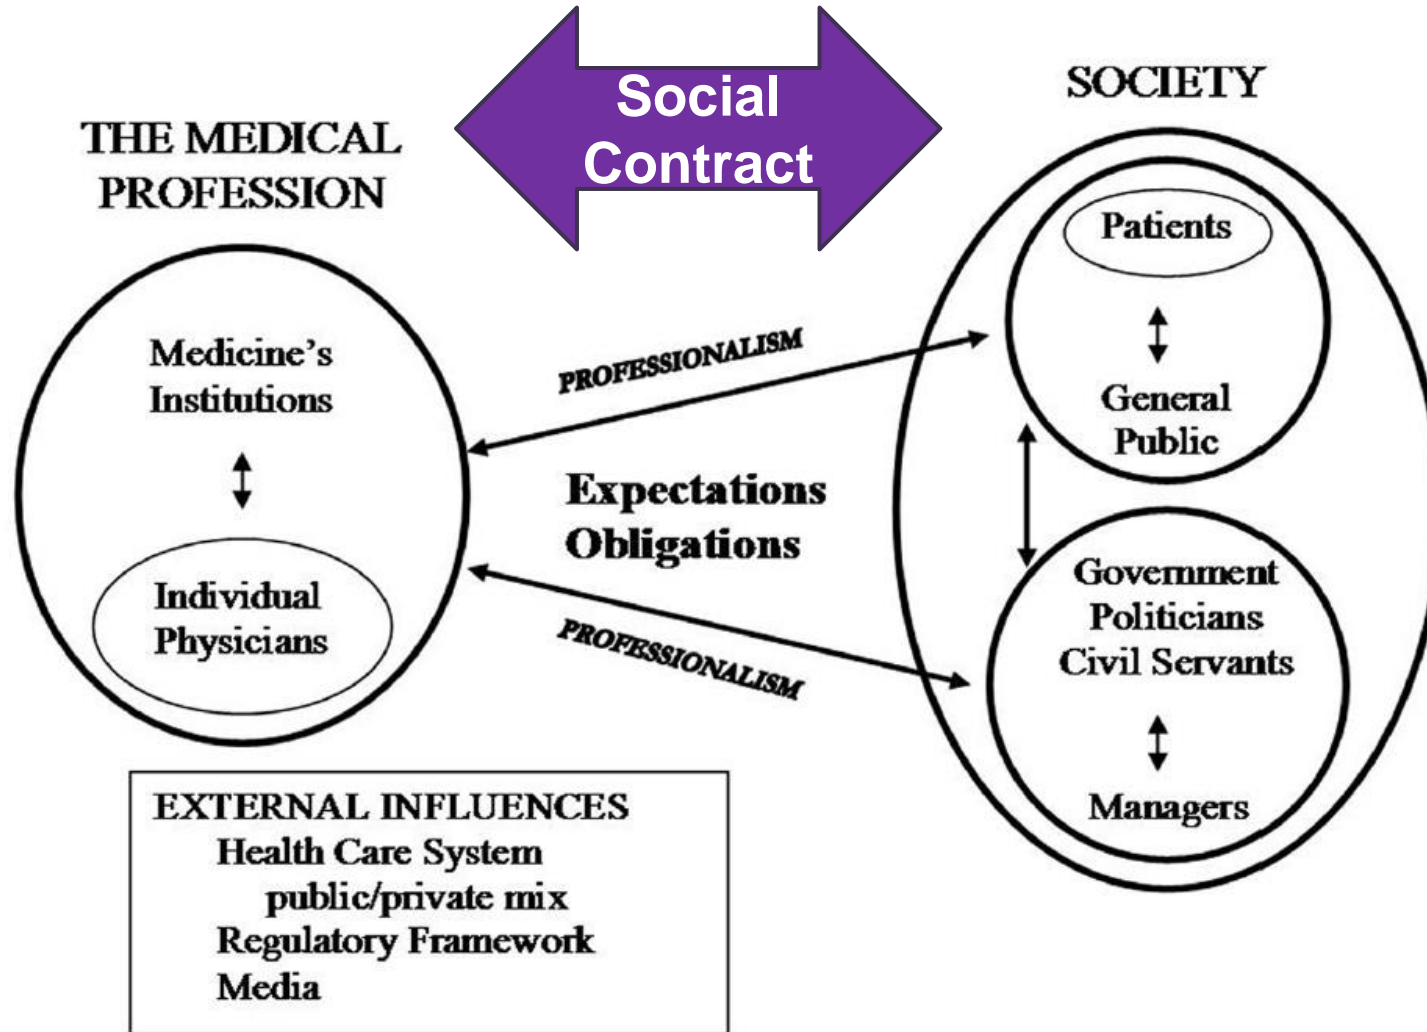 Social
Contract
THE MEDICAL
PROFESSION
Medicine's
Institutions
Individual
Physicians
PROFESSIONALISM
Expectations
Obligations
PROFESSIONALISM
SOCIETY
Patients
General
Public
Government
Politicians
Civil Servants
Managers
EXTERNAL INFLUENCES
Health Care System
public/private mix
Regulatory Framework
Media